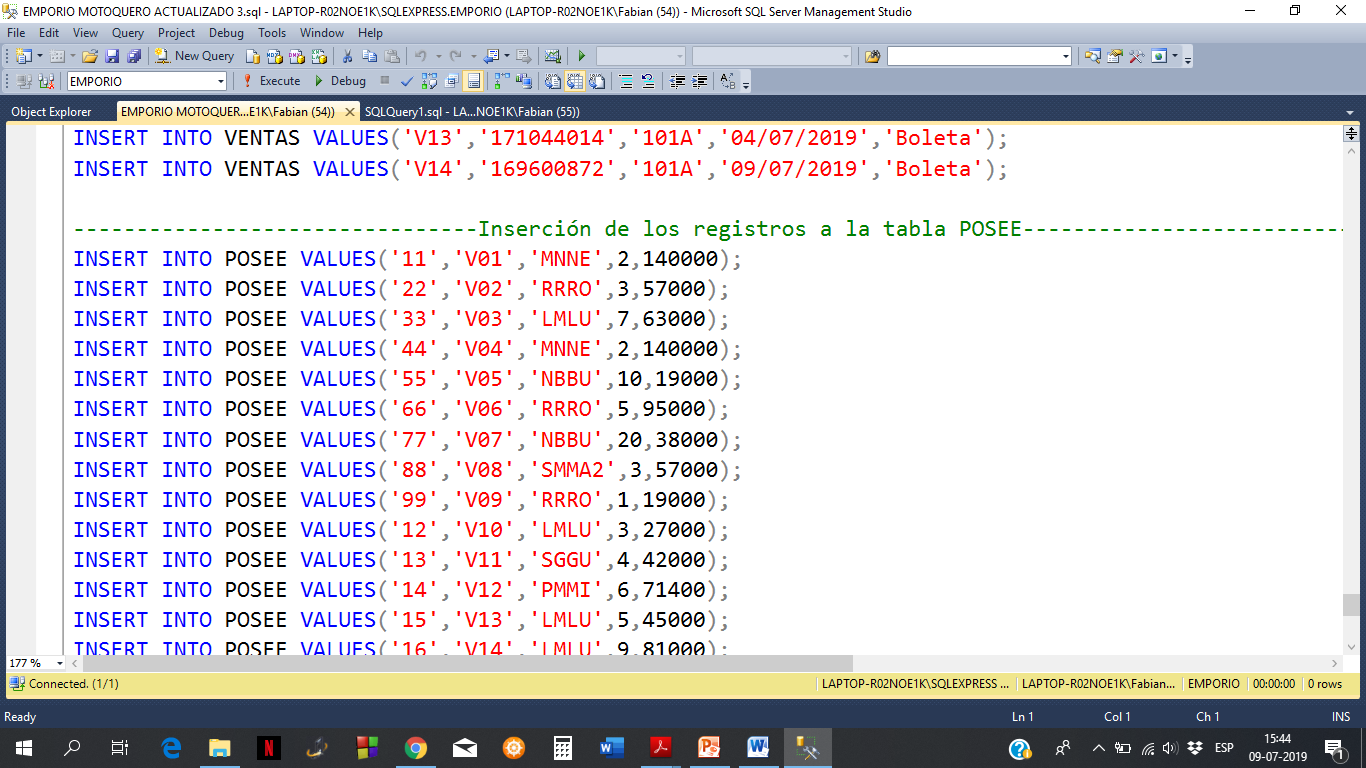 EMPORIO MOTOQUERO ACTUALIZADO 3.sql - LAPTOP-R02NOE1K\SQLEXPRESS.EMPORIO (LAPTOP-R02NOE1K\Fabian (54)) - Microsoft SQL Server Management Studio
File Edit View Query Project Debug Tools Window Help
New Query
EMPORIO Execute Debug
Object Explorer EMPORIO MOTOQUER...E1K\Fabian (54)) SQLQuery1.sql - LA...NOE1K\Fabian (55))
INSERT INTO VENTAS VALUES('V13','171044014','101A','04/07/2019','Boleta');
INSERT INTO VENTAS VALUES('V14','169600872','101A','09/07/2019','Boleta');
--------------------------------Inserción de los registros a la tabla POSEE--------------------------
INSERT INTO POSEE VALUES('11','V01','MNNE',2,140000);
INSERT INTO POSEE VALUES('22','V02','RRRO',3,57000);
INSERT INTO POSEE VALUES('33','V03','LMLU',7,63000);
INSERT INTO POSEE VALUES('44','V04','MNNE',2,140000);
INSERT INTO POSEE VALUES('55','V05','NBBU',10,19000);
INSERT INTO POSEE VALUES('66','V06','RRRO',5,95000);
INSERT INTO POSEE VALUES('77','V07','NBBU',20,38000);
INSERT INTO POSEE VALUES('88','V08','SMMA2',3,57000);
INSERT INTO POSEE VALUES('99','V09','RRRO',1,19000);
INSERT INTO POSEE VALUES('12','V10','LMLU',3,27000);
INSERT INTO POSEE VALUES('13','V11','SGGU',4,42000);
INSERT INTO POSEE VALUES('14','V12','PMMI',6,71400);
INSERT INTO POSEE VALUES('15','V13','LMLU',5,45000);
INSERT INTO POSEE VALUES('16','V14','LMLU',9,81000);
177 %
Connected. (1/1) LAPTOP-R02NOE1K\SQLEXPRESS ... LAPTOP-R02NOE1K\Fabian... EMPORIO 00:00:00 0 rows
Ready Ln 1 Col 1 Ch 1 INS
ESP 15:44
09-07-2019